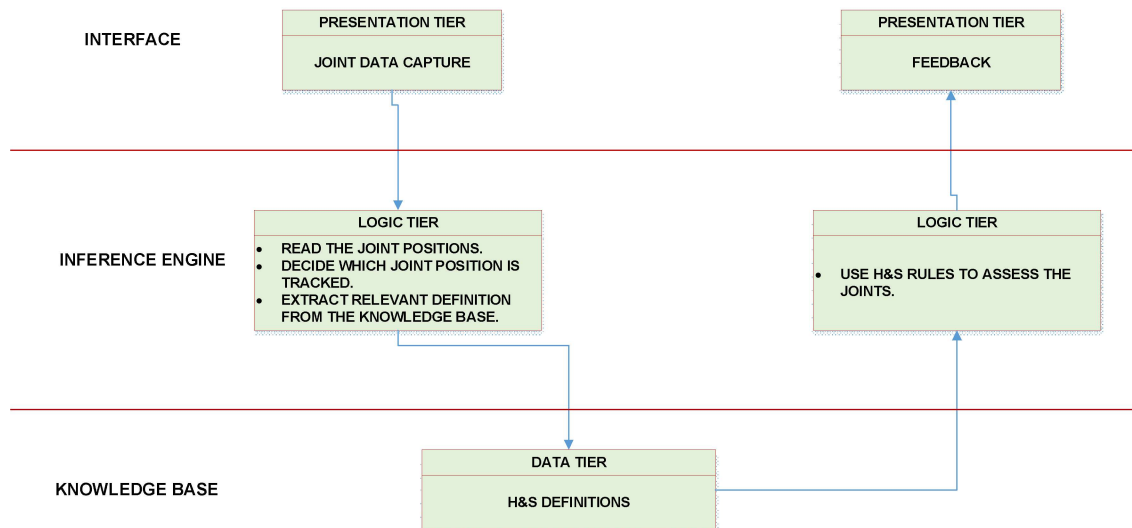 PRESENTATION TIER
PRESENTATION TIER
INTERFACE
JOINT DATA CAPTURE
FEEDBACK
LOGIC TIER
LOGIC TIER
INFERENCE ENGINE
• READ THE JOINT POSITIONS.
• DECIDE WHICH JOINT POSITION IS
TRACKED.
• EXTRACT RELEVANT DEFINITION
FROM THE KNOWLEDGE BASE.
• USE H&S RULES TO ASSESS THE
JOINTS.
DATA TIER
KNOWLEDGE BASE
H&S DEFINITIONS